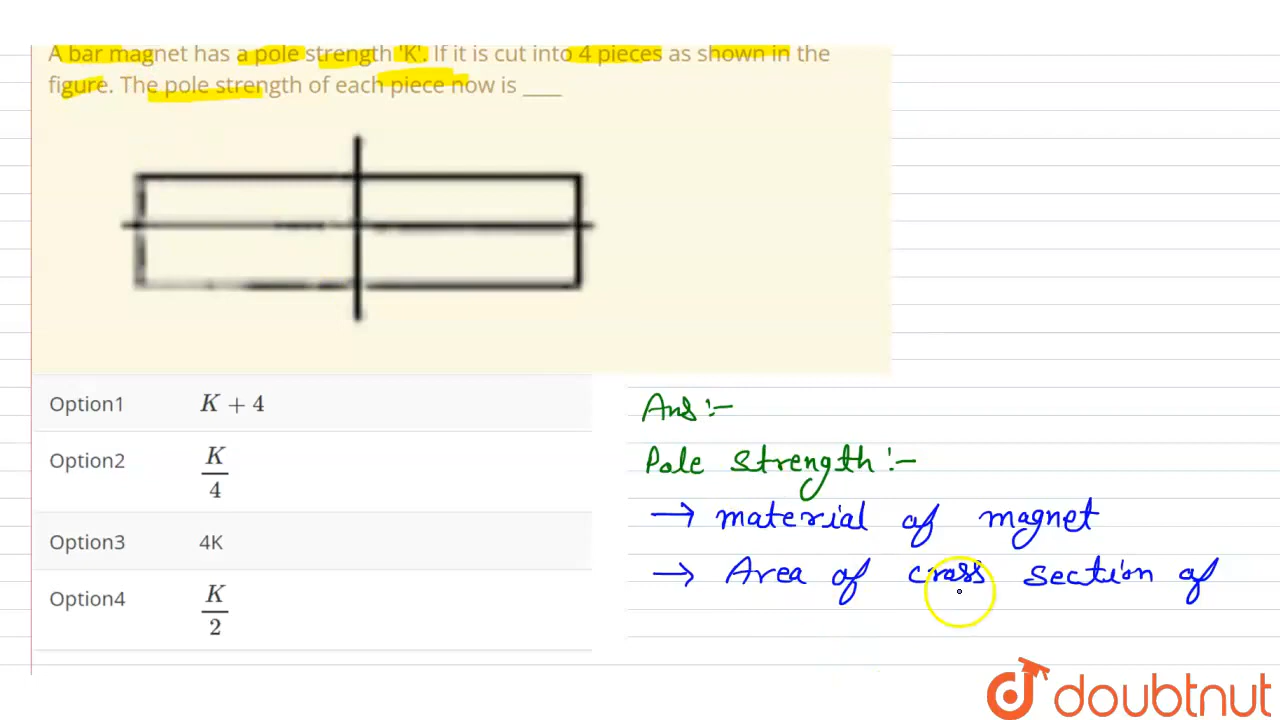 A bar magnet has a pole strength 'K'. If it is cut into 4 pieces as shown in the
figure. The pole strength of each piece now is ____
Option1 K + 4
Option2 K/4
Option3 4K
Option4 K/2
Ans :-
Pole strength :-
→ material of magnet
→ Area of cross section of
doubtnut